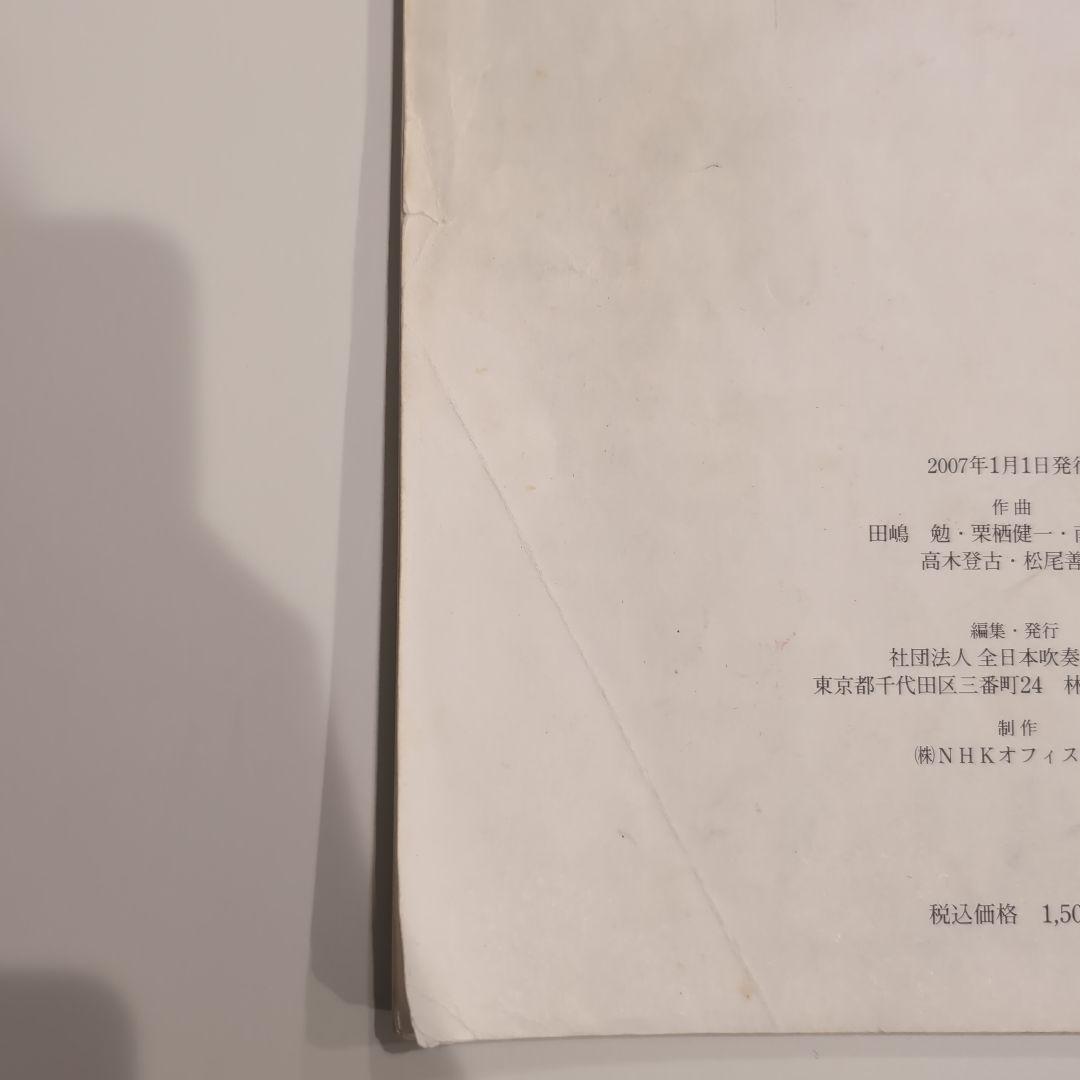 2007年1月1日発行
作曲
田嶋　勉・栗栖健一・
高木登古・松尾善
編集・発行
社団法人 全日本吹奏
東京都千代田区三番町24　林
制作
㈱NHKオフィス
税込価格　1,50